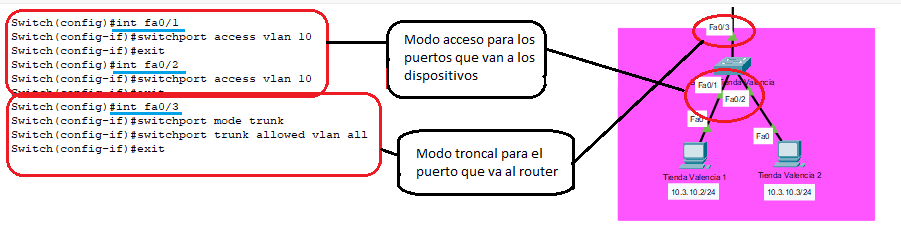 Switch(config)#int fa0/1
Switch(config-if)#switchport access vlan 10
Switch(config-if)#exit
Switch(config)#int fa0/2
Switch(config-if)#switchport access vlan 10
Switch(config)#int fa0/3
Switch(config-if)#switchport mode trunk
Switch(config-if)#switchport trunk allowed vlan all
Switch(config-if)#exit
Modo acceso para los
puertos que van a los
dispositivos
Modo troncal para el
puerto que va al router
Fa0/3
Tienda Valencia
Fa0/1
Fa0/2
Fa0
Fa0
Tienda Valencia 1
Tienda Valencia 2
10.3.10.2/24
10.3.10.3/24